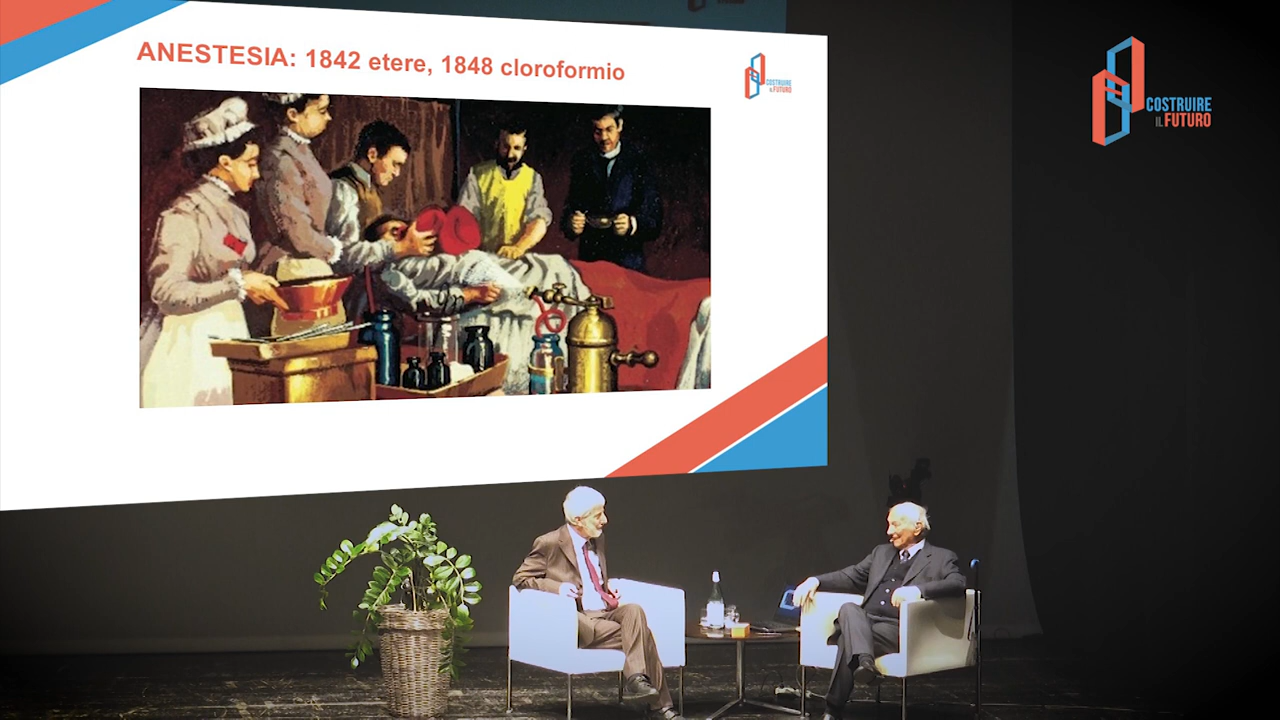 ANESTESIA: 1842 etere, 1848 cloroformio
COSTRUIRE
IL FUTURO
COSTRUIRE
IL FUTURO